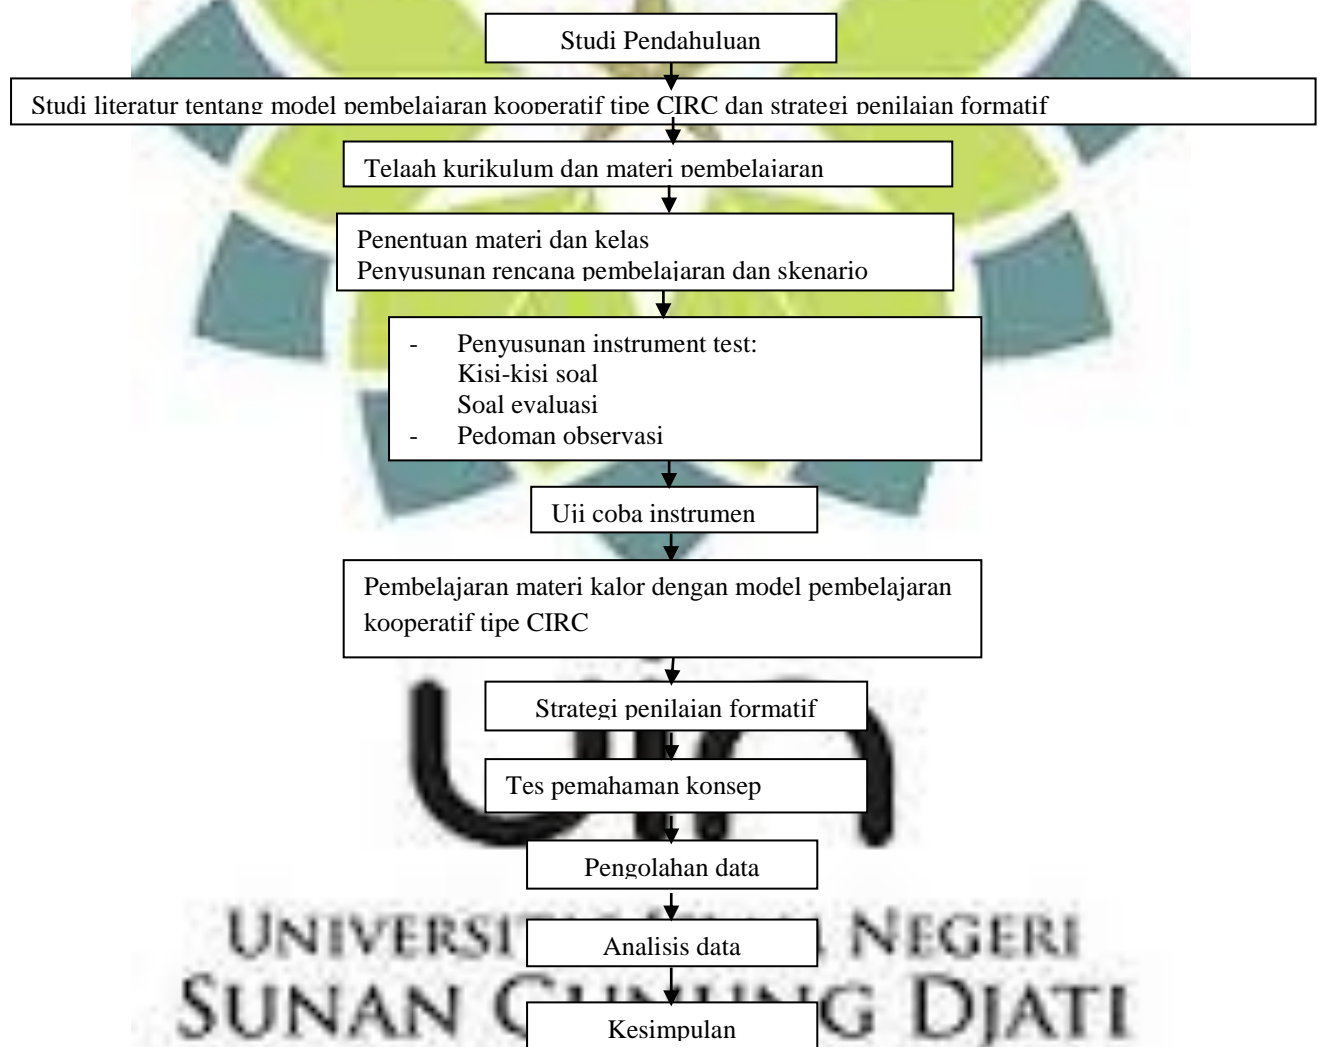 Studi Pendahuluan
Studi literatur tentang model pembelajaran kooperatif tipe CIRC dan strategi penilaian formatif
Telaah kurikulum dan materi pembelajaran
Penentuan materi dan kelas
Penyusunan rencana pembelajaran dan skenario
- Penyusunan instrument test:
Kisi-kisi soal
Soal evaluasi
- Pedoman observasi
Uji coba instrumen
Pembelajaran materi kalor dengan model pembelajaran
kooperatif tipe CIRC
Strategi penilaian formatif
uin
Tes pemahaman konsep
Pengolahan data
UNIVERSI NEGERI
Analisis data
SUNAN GUNUNG DJATI
Kesimpulan